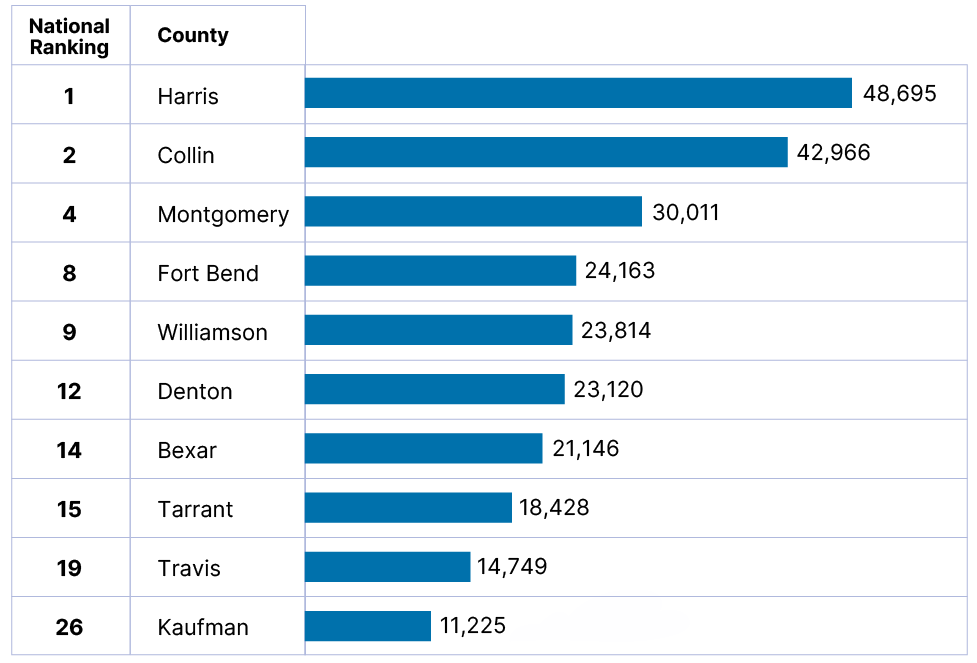 National
Ranking
County
1 Harris 48,695
2 Collin 42,966
4 Montgomery 30,011
8 Fort Bend 24,163
9 Williamson 23,814
12 Denton 23,120
14 Bexar 21,146
15 Tarrant 18,428
19 Travis 14,749
26 Kaufman 11,225